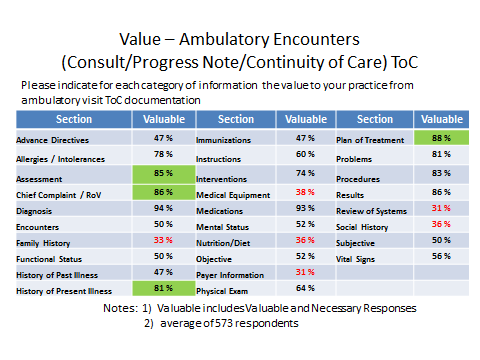 Value – Ambulatory Encounters
(Consult/Progress Note/Continuity of Care) ToC
Please indicate for each category of information the value to your practice from
ambulatory visit ToC documentation
Section Valuable Section Valuable Section Valuable
Advance Directives 47% Immunizations 47% Plan of Treatment 88%
Allergies / Intolerances 78% Instructions 60% Problems 81%
Assessment 85% Interventions 74% Procedures 83%
Chief Complaint / RoV 86% Medical Equipment 38% Results 86%
Diagnosis 94% Medications 93% Review of Systems 31%
Encounters 50% Mental Status 52% Social History 36%
Family History 33% Nutrition/Diet 36% Subjective 50%
Functional Status 50% Objective 52% Vital Signs 56%
History of Past Illness 47% Payer Information 31%
History of Present Illness 81% Physical Exam 64%
Notes: 1) Valuable includes Valuable and Necessary Responses
2) average of 573 respondents